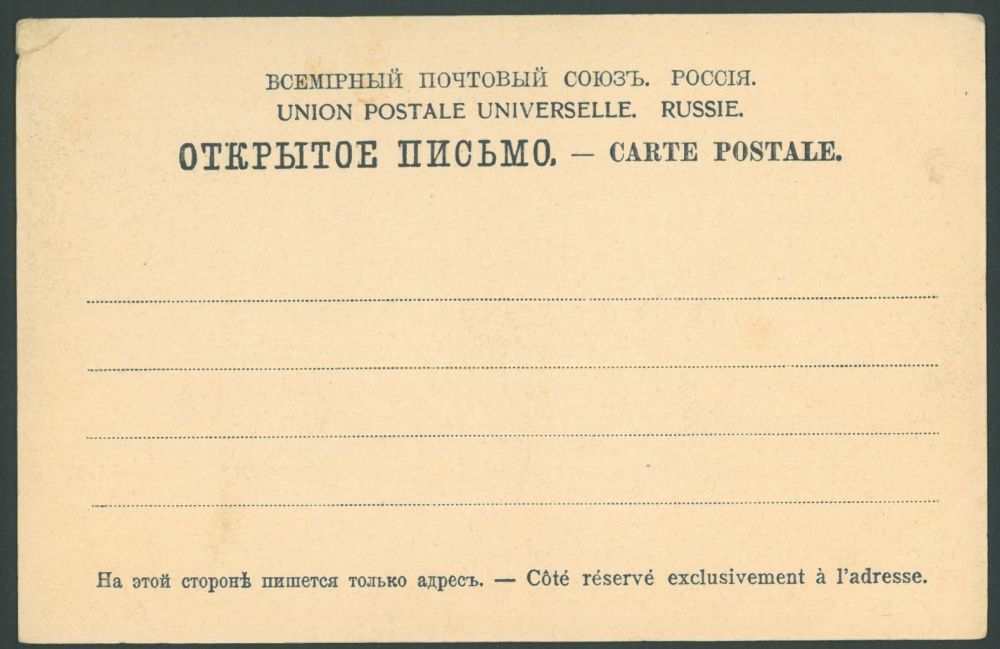 ВСЕМІРНЫЙ ПОЧТОВЫЙ СОЮЗЪ. РОССІЯ.
UNION POSTALE UNIVERSELLE. RUSSIE.
ОТКРЫТОЕ ПИСЬМО. — CARTE POSTALE.
На этой сторонѣ пишется только адресъ. — Côté réservé exclusivement à l'adresse.